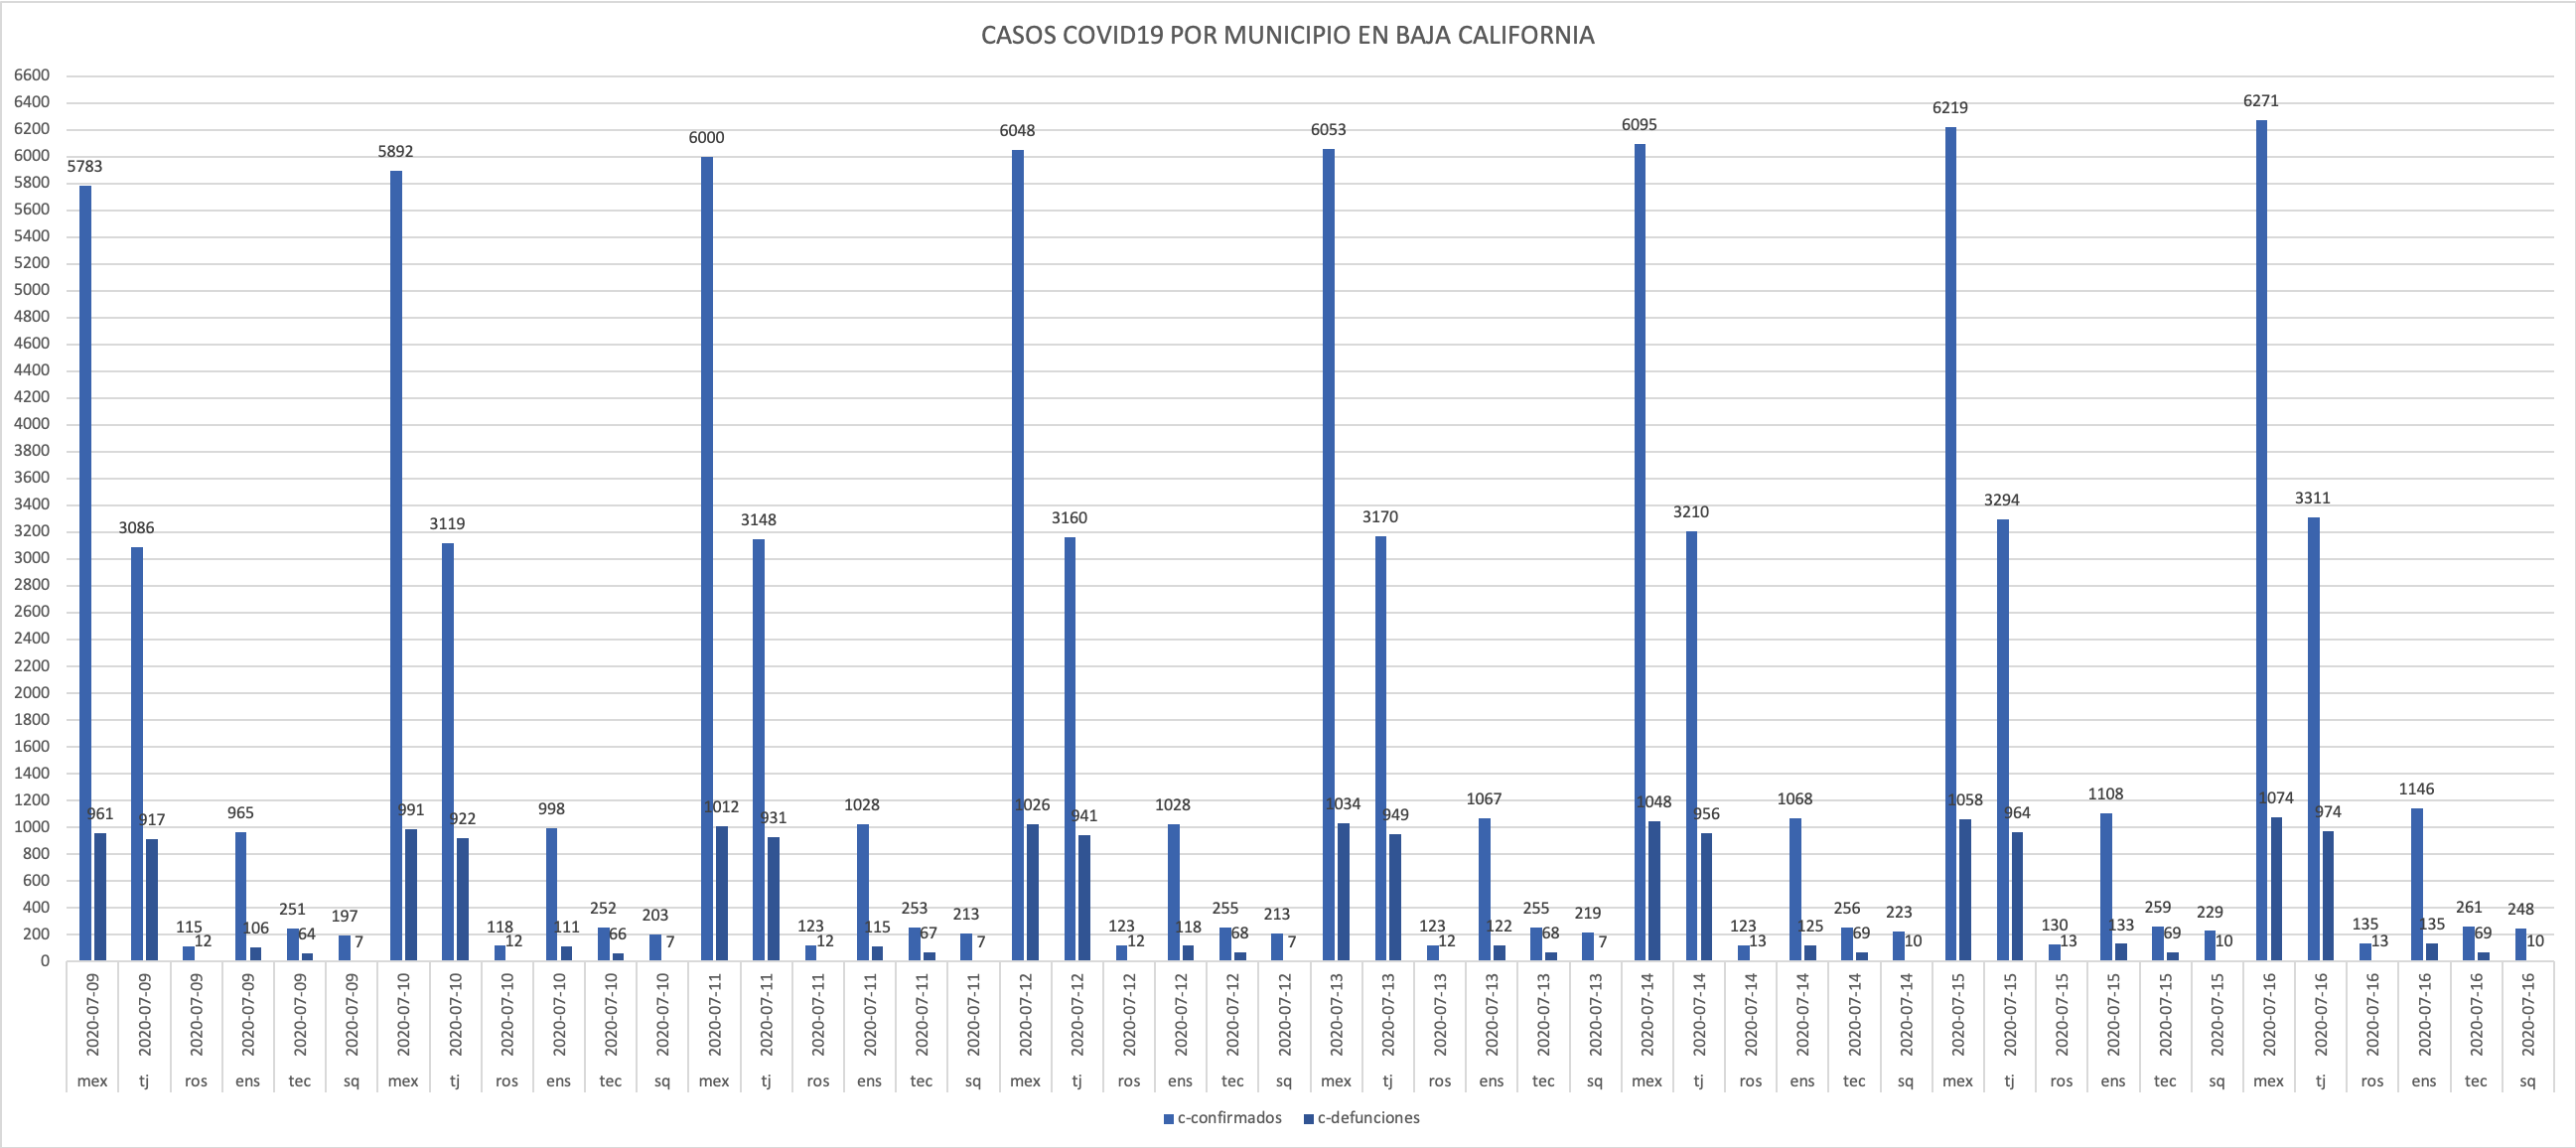 CASOS COVID19 POR MUNICIPIO EN BAJA CALIFORNIA
6600
6400
6200
6000
5800
5600
5400
5200
5000
4800
4600
4400
4200
4000
3800
3600
3400
3200
3000
2800
2600
2400
2200
2000
1800
1600
1400
1200
1000
800
600
400
200
0
5783 961 3086 917 115 12 965 106 251 64 197 7
5892 991 3119 922 118 12 998 111 252 66 203 7
6000 1012 3148 931 123 12 1028 115 253 67 213 7
6048 1026 3160 941 123 12 1028 118 255 68 213 7
6053 1034 3170 949 123 12 1067 122 255 68 219 7
6095 1048 3210 956 123 13 1068 125 256 69 223 10
6219 1058 3294 964 130 13 1108 133 259 69 229 10
6271 1074 3311 974 135 13 1146 135 261 69 248 10
2020-07-09 2020-07-09 2020-07-09 2020-07-09 2020-07-09 2020-07-09 2020-07-10 2020-07-10 2020-07-10 2020-07-10 2020-07-10 2020-07-10 2020-07-11 2020-07-11 2020-07-11 2020-07-11 2020-07-11 2020-07-11 2020-07-12 2020-07-12 2020-07-12 2020-07-12 2020-07-12 2020-07-12 2020-07-13 2020-07-13 2020-07-13 2020-07-13 2020-07-13 2020-07-13 2020-07-14 2020-07-14 2020-07-14 2020-07-14 2020-07-14 2020-07-14 2020-07-15 2020-07-15 2020-07-15 2020-07-15 2020-07-15 2020-07-15 2020-07-16 2020-07-16 2020-07-16 2020-07-16 2020-07-16 2020-07-16
mex tj ros ens tec sq mex tj ros ens tec sq mex tj ros ens tec sq mex tj ros ens tec sq mex tj ros ens tec sq mex tj ros ens tec sq mex tj ros ens tec sq mex tj ros ens tec sq
c-confirmados c-defunciones